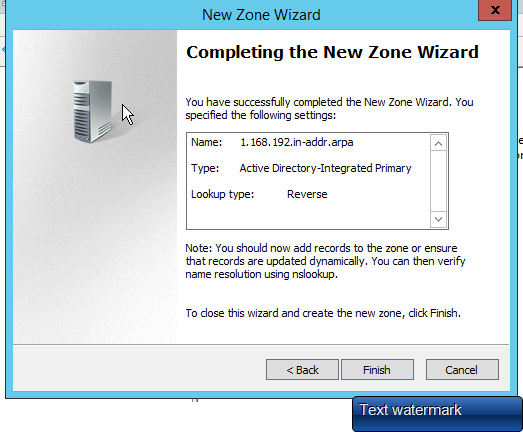 New Zone Wizard
x
Completing the New Zone Wizard
You have successfully completed the New Zone Wizard. You
specified the following settings:
Name: 1.168.192.in-addr.arpa
Type: Active Directory-Integrated Primary
Lookup type: Reverse
Note: You should now add records to the zone or ensure
that records are updated dynamically. You can then verify
name resolution using nslookup.
To close this wizard and create the new zone, click Finish.
< Back Finish Cancel
Text watermark